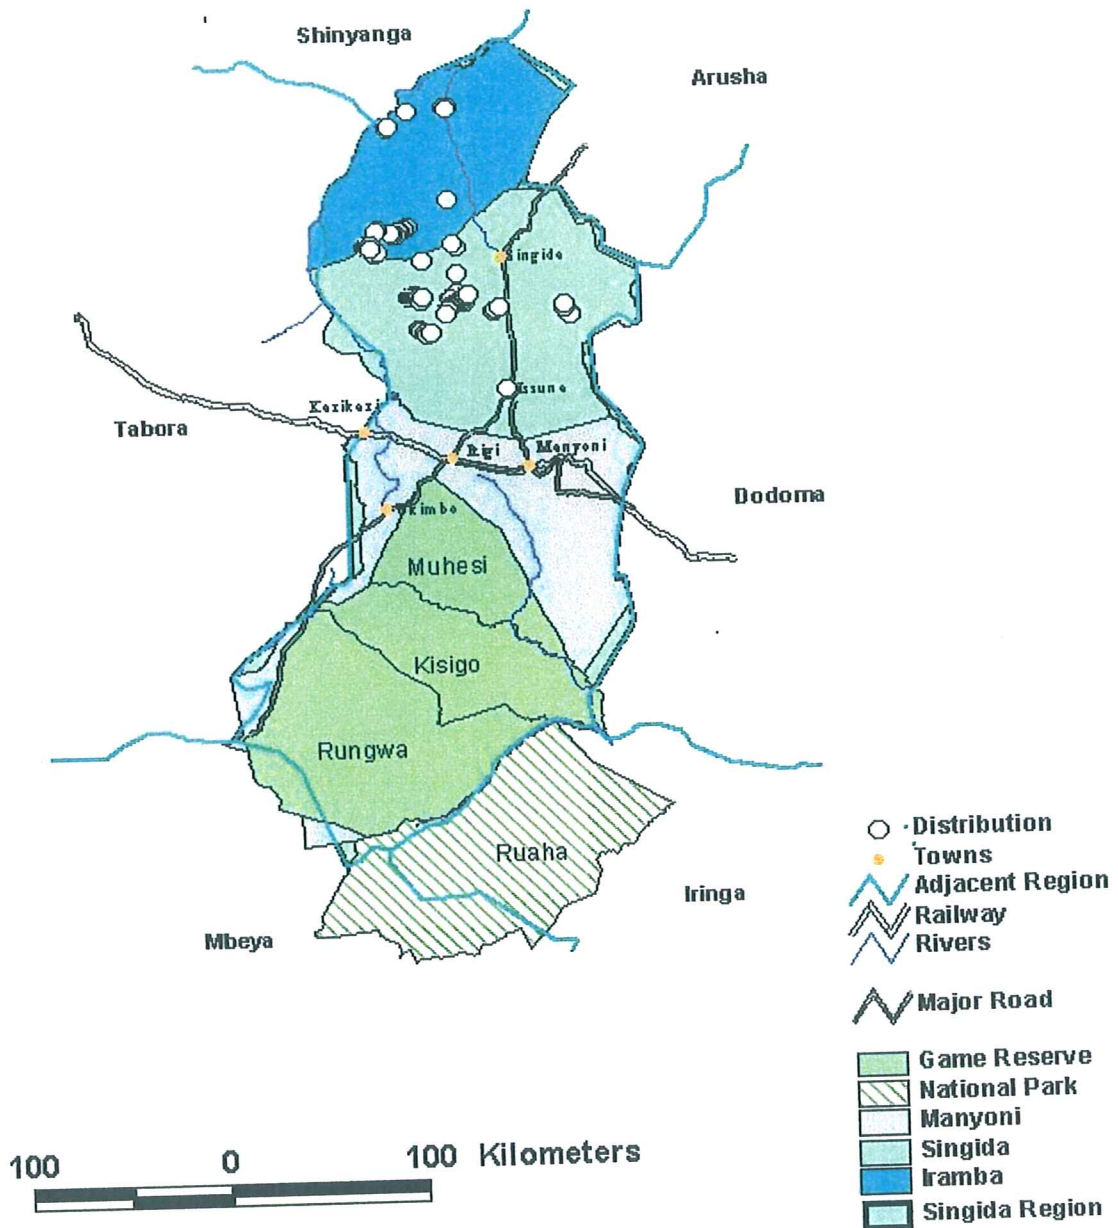 Shinyanga
Arusha
Singida
Issuna
Kazikazi
Tabora
Itigi
Manyoni
Dodoma
kimbo
Muhesi
Kisigo
Rungwa
Ruaha
Iringa
Mbeya
Distribution
Towns
Adjacent Region
Railway
Rivers
Major Road
Game Reserve
National Park
Manyoni
Singida
Iramba
Singida Region
100 0 100 Kilometers